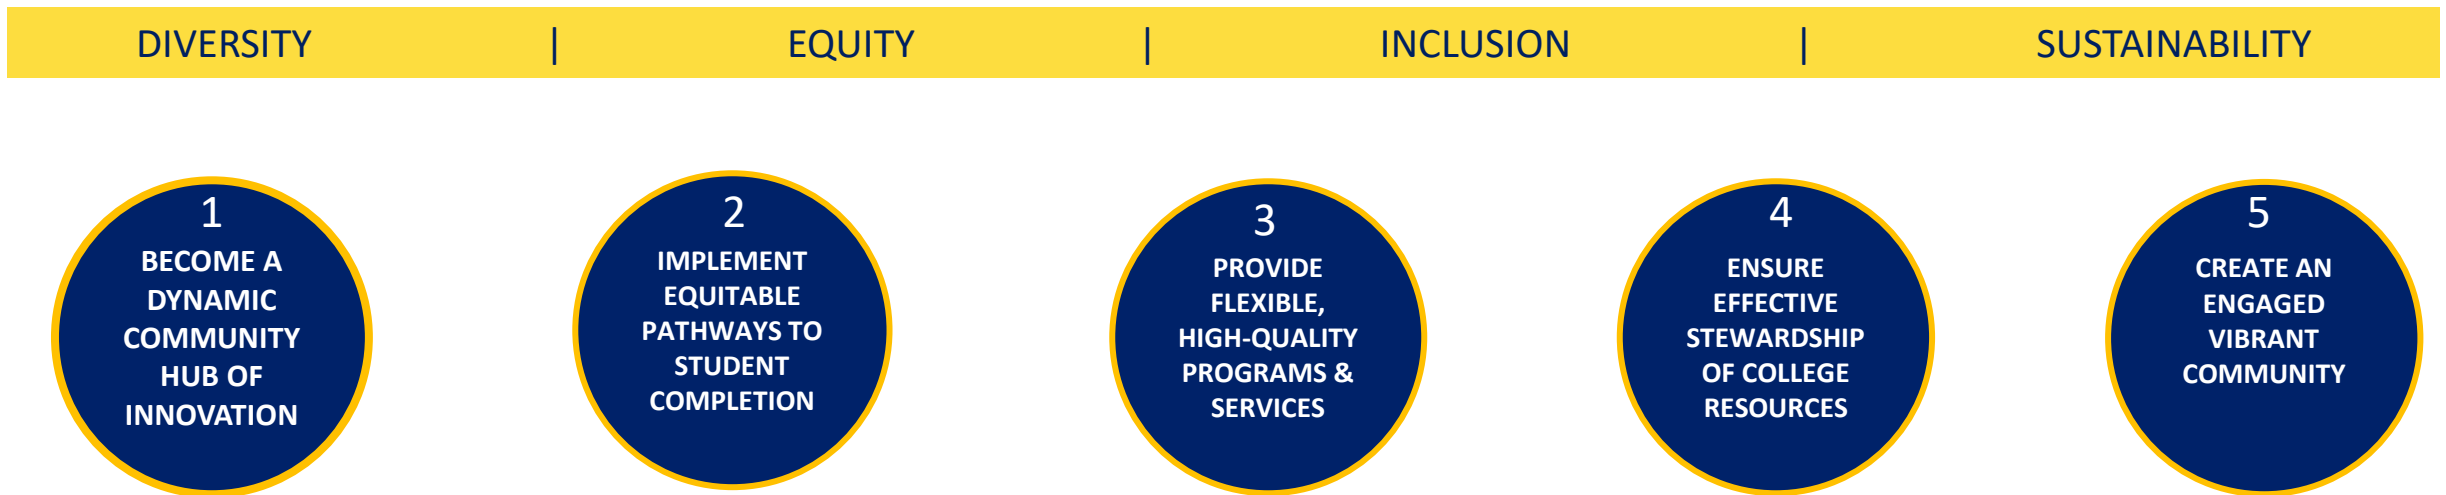 DIVERSITY | EQUITY | INCLUSION | SUSTAINABILITY
1
BECOME A
DYNAMIC
COMMUNITY
HUB OF
INNOVATION
2
IMPLEMENT
EQUITABLE
PATHWAYS TO
STUDENT
COMPLETION
3
PROVIDE
FLEXIBLE,
HIGH-QUALITY
PROGRAMS &
SERVICES
4
ENSURE
EFFECTIVE
STEWARDSHIP
OF COLLEGE
RESOURCES
5
CREATE AN
ENGAGED
VIBRANT
COMMUNITY